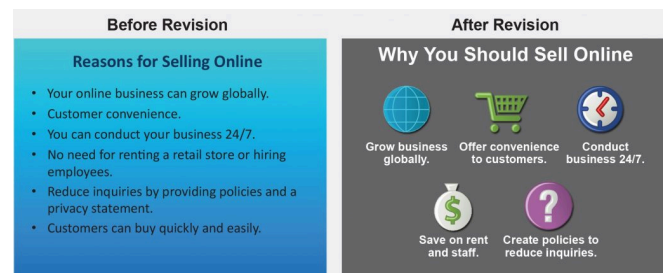 Before Revision
Reasons for Selling Online
• Your online business can grow globally.
• Customer convenience.
• You can conduct your business 24/7.
• No need for renting a retail store or hiring
employees.
• Reduce inquiries by providing policies and a
privacy statement.
• Customers can buy quickly and easily.
After Revision
Why You Should Sell Online
Grow business
globally.
Offer convenience
to customers.
Conduct
business 24/7.
$
Save on rent
and staff.
?
Create policies to
reduce inquiries.